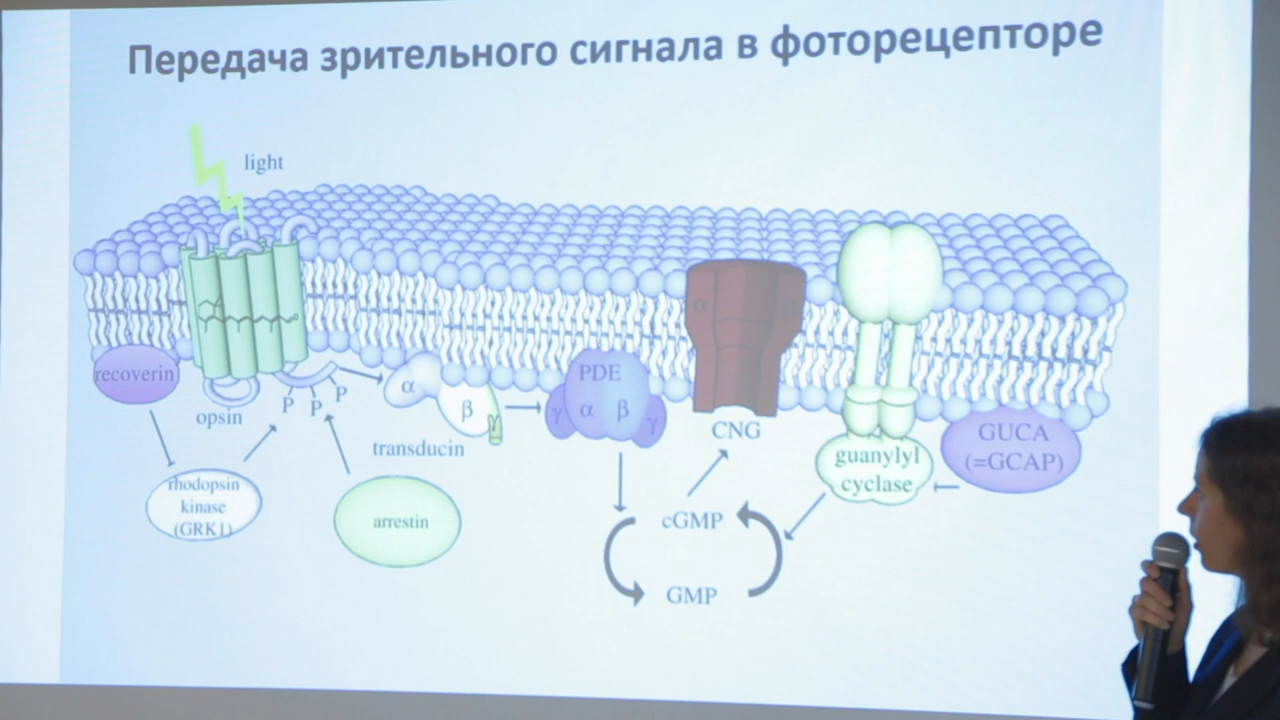 Передача зрительного сигнала в фоторецепторе
light
recoverin
opsin
P P P
rhodopsin
kinase
(GRK1)
arrestin
α
β
transducin
PDE
γ α β γ
α
CNG
cGMP
GMP
guanylyl
cyclase
GUCA
(=GCAP)